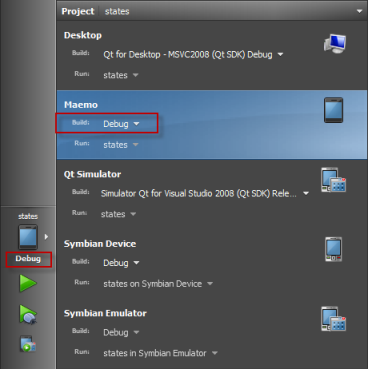 Project states
Desktop
Build: Qt for Desktop - MSVC2008 (Qt SDK) Debug
Run: states
Maemo
Build: Debug
Run: states
Qt Simulator
Build: Simulator Qt for Visual Studio 2008 (Qt SDK) Rele...
Run: states
Symbian Device
Build: Debug
Run: states on Symbian Device
Symbian Emulator
Build: Debug
Run: states in Symbian Emulator
states
Debug